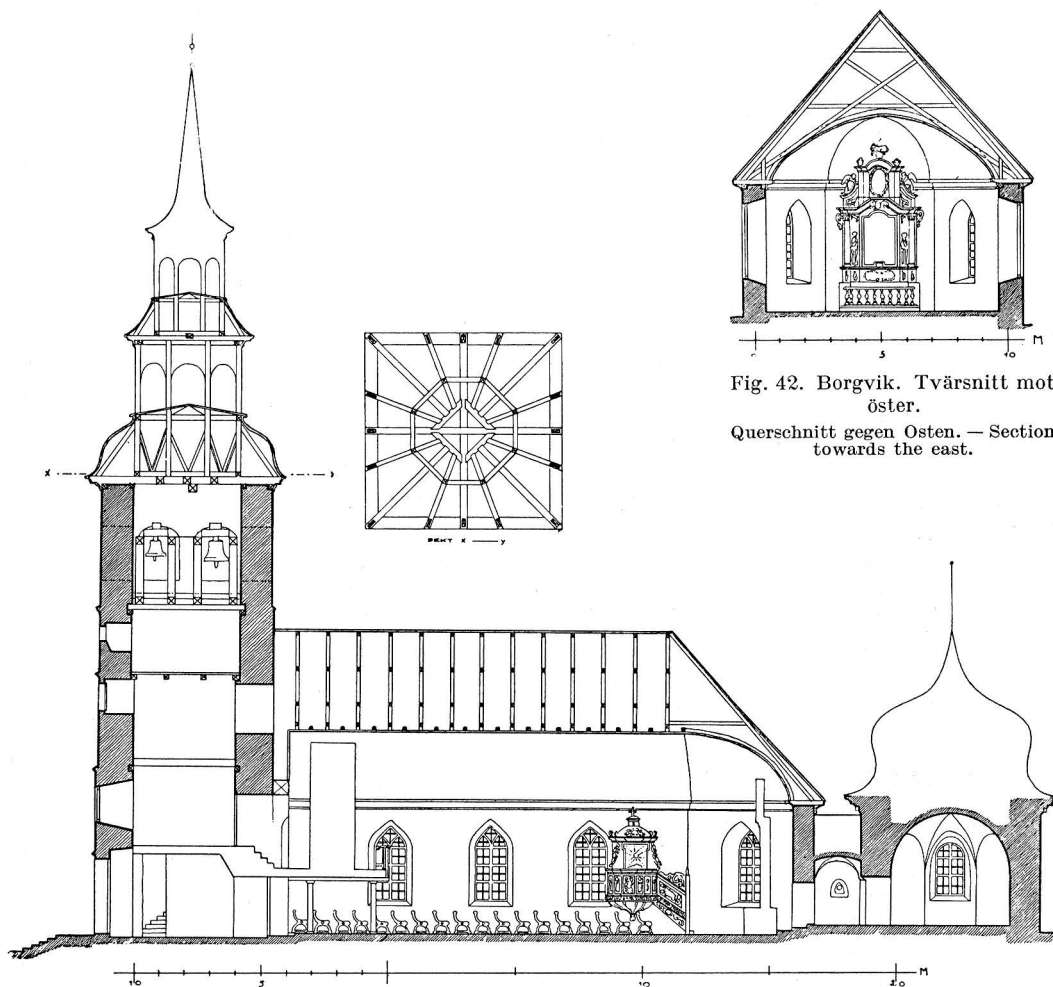 0 5 10 M
Fig. 42. Borgvik. Tvärsnitt mot
öster.
Querschnitt gegen Osten. — Section
towards the east.
x y
SEKT X —— y
10 5 10 20 M